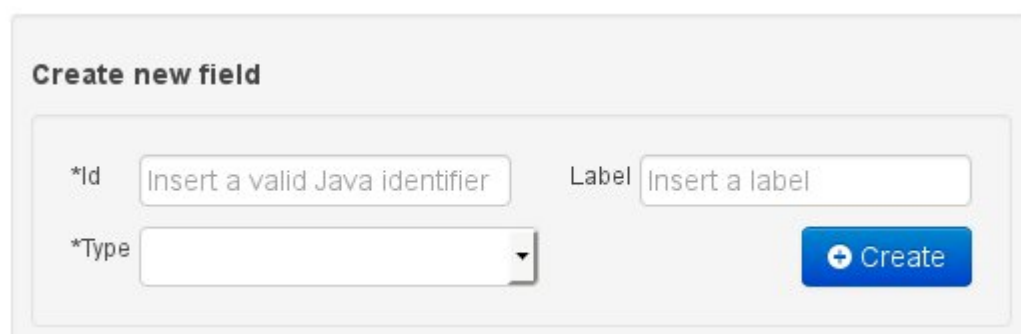 Create new field
*Id Insert a valid Java identifier Label Insert a label
*Type Create